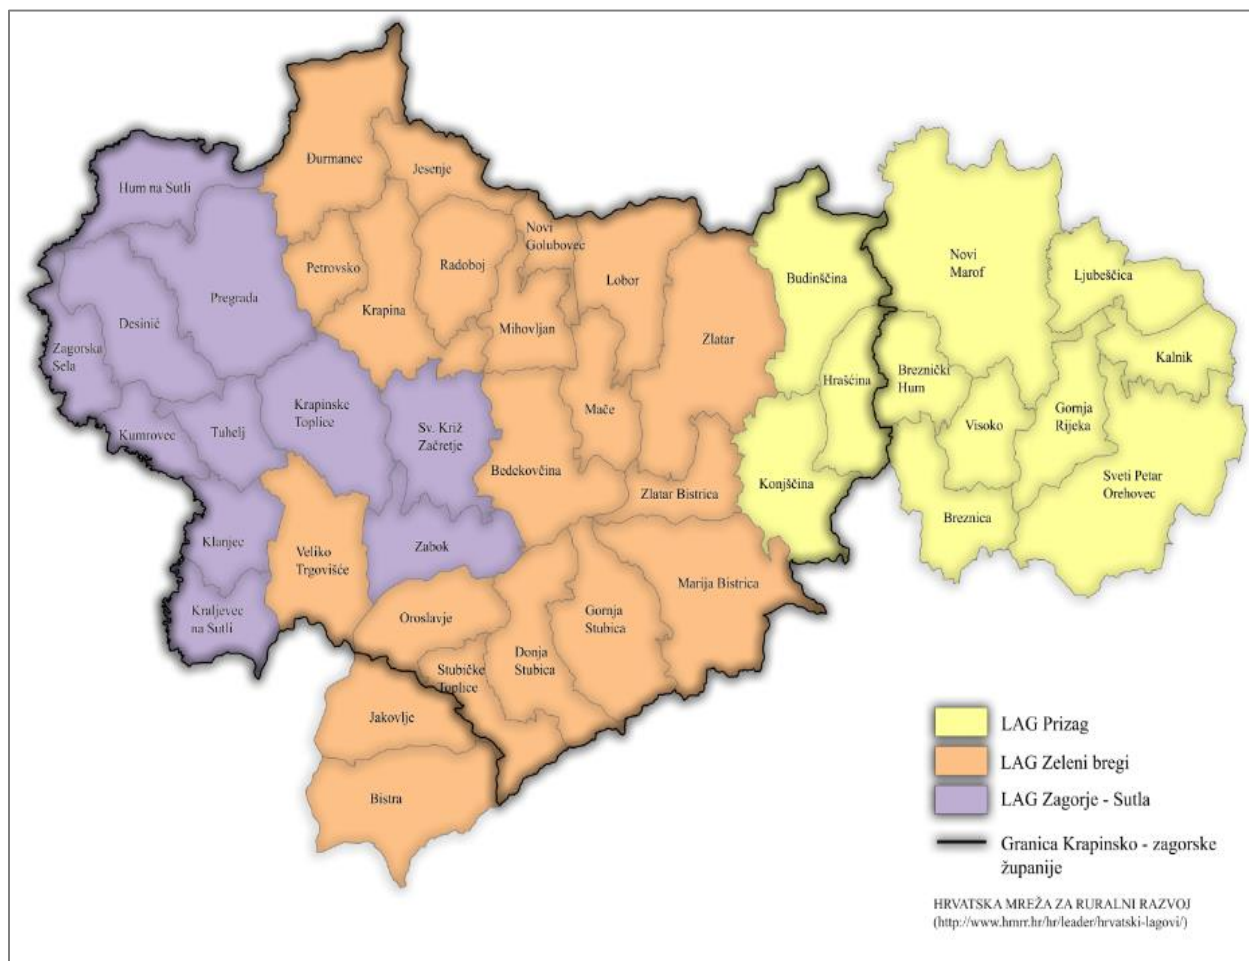 Đurmanec
Jesenje
Hum na Sutli
Novi
Golubovec
Petrovsko
Radoboj
Lobor
Budinščina
Novi
Marof
Ljubeščica
Pregrada
Krapina
Desinić
Mihovljan
Zlatar
Zagorska
Sela
Kalnik
Hrašćina
Breznički
Hum
Krapinske
Toplice
Mače
Kumrovec
Tuhelj
Sv. Križ
Začretje
Visoko
Gornja
Rijeka
Bedekovčina
Konjščina
Sveti Petar
Orehovec
Zlatar Bistrica
Breznica
Klanjec
Veliko
Trgovišće
Zabok
Marija Bistrica
Kraljevec
na Sutli
Oroslavje
Gornja
Stubica
Donja
Stubica
Stubičke
Toplice
Jakovlje
Bistra
LAG Prizag
LAG Zeleni bregi
LAG Zagorje - Sutla
Granica Krapinsko - zagorske
županije
HRVATSKA MREŽA ZA RURALNI RAZVOJ
(http://www.hmrr.hr/hr/leader/hrvatski-lagovi/)